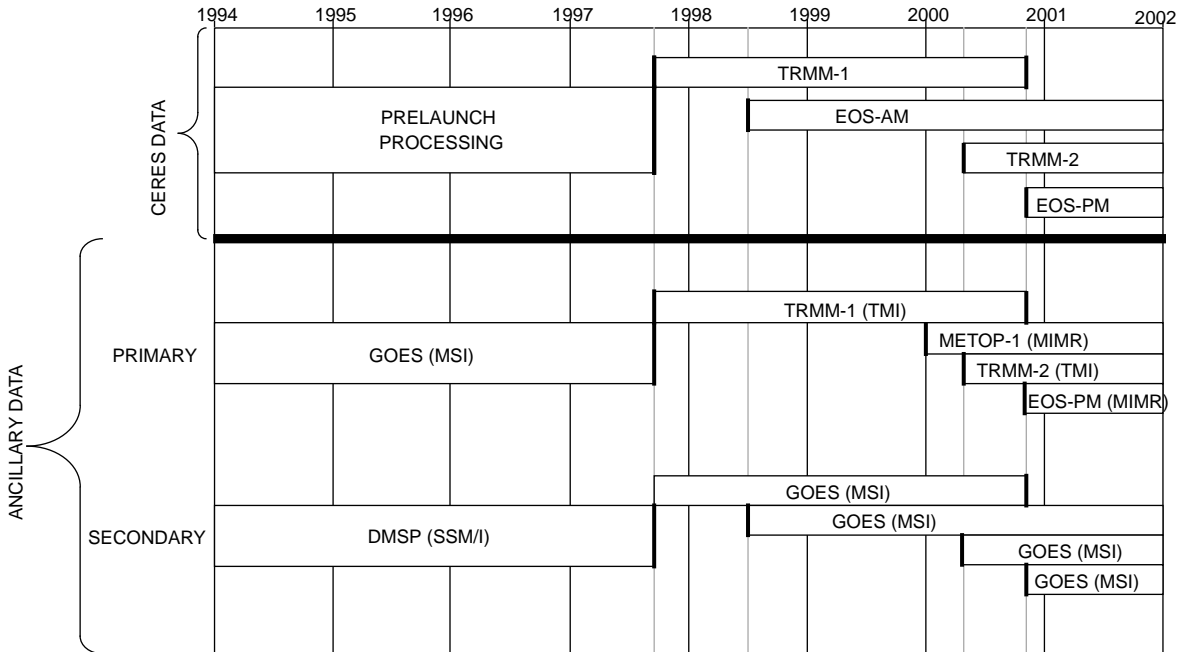 1994 1995 1996 1997 1998 1999 2000 2001 2002
CERES DATA
TRMM-1
PRELAUNCH
PROCESSING
EOS-AM
TRMM-2
EOS-PM
ANCILLARY DATA
PRIMARY
TRMM-1 (TMI)
GOES (MSI)
METOP-1 (MIMR)
TRMM-2 (TMI)
EOS-PM (MIMR)
SECONDARY
GOES (MSI)
DMSP (SSM/I)
GOES (MSI)
GOES (MSI)
GOES (MSI)